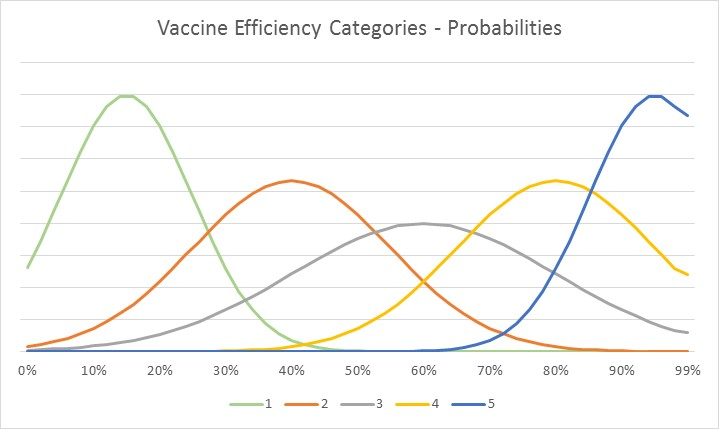 Vaccine Efficiency Categories - Probabilities
0% 10% 20% 30% 40% 50% 60% 70% 80% 90% 99%
1 2 3 4 5